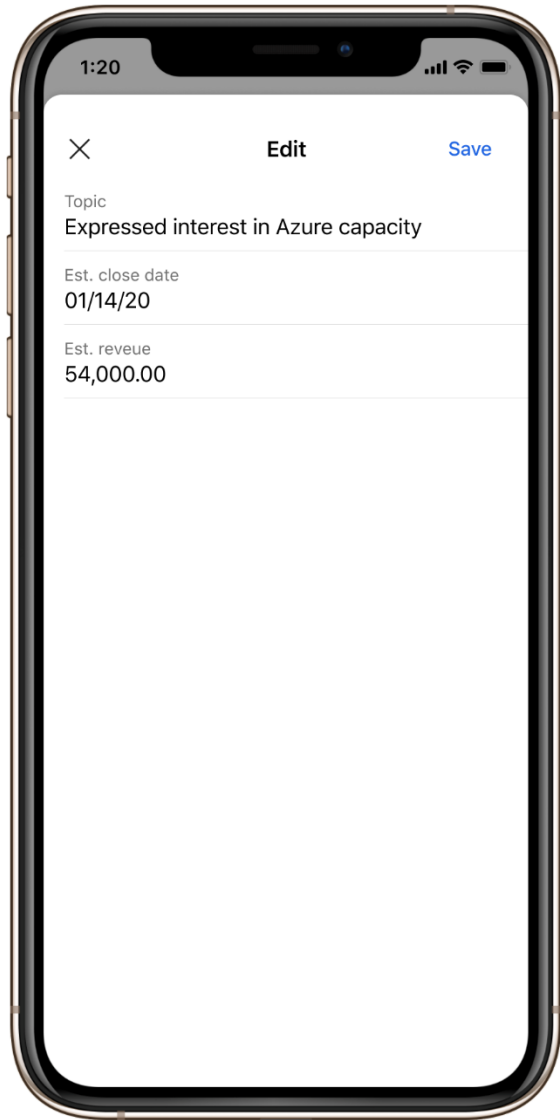 1:20
Edit
Save
Topic
Expressed interest in Azure capacity
Est. close date
01/14/20
Est. reveue
54,000.00